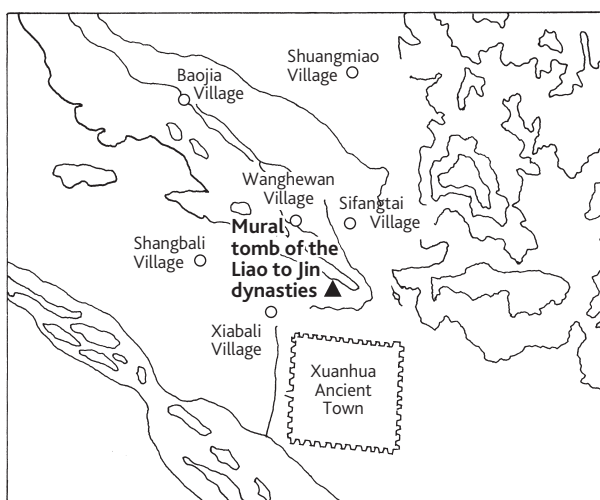 Shuangmiao
Village
Baojia
Village
Wanghewan
Village
Sifangtai
Village
Mural
tomb of the
Liao to Jin
dynasties
Shangbali
Village
Xiabali
Village
Xuanhua
Ancient
Town